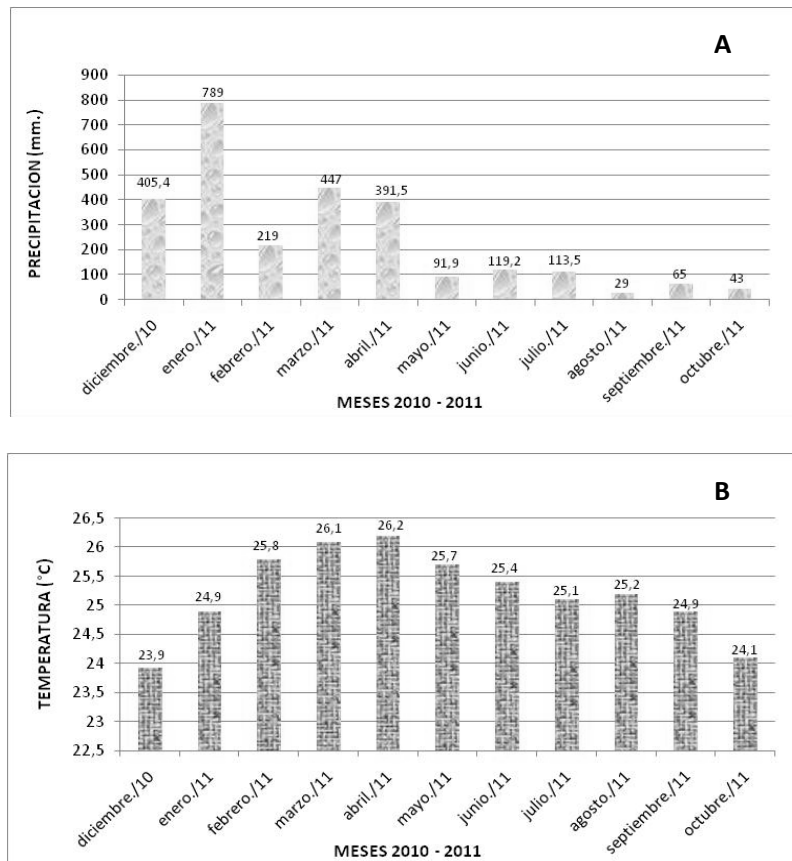 A
PRECIPITACION (mm.)
900
800
700
600
500
400
300
200
100
0
405,4
789
219
447
391,5
91,9
119,2
113,5
29
65
43
diciembre./10
enero./11
febrero./11
marzo./11
abril./11
mayo./11
junio./11
julio./11
agosto./11
septiembre./11
octubre./11
MESES 2010 - 2011
B
TEMPERATURA (°C)
26,5
26
25,5
25
24,5
24
23,5
23
22,5
23,9
24,9
25,8
26,1
26,2
25,7
25,4
25,1
25,2
24,9
24,1
diciembre./10
enero./11
febrero./11
marzo./11
abril./11
mayo./11
junio./11
julio./11
agosto./11
septiembre./11
octubre./11
MESES 2010 - 2011